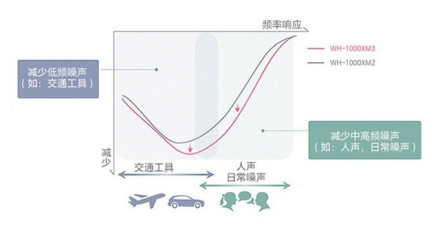 频率响应
WH-1000XM3
WH-1000XM2
减少低频噪声
（如：交通工具）
减少中高频噪声
（如：人声、日常噪声）
减少
交通工具
人声
日常噪声